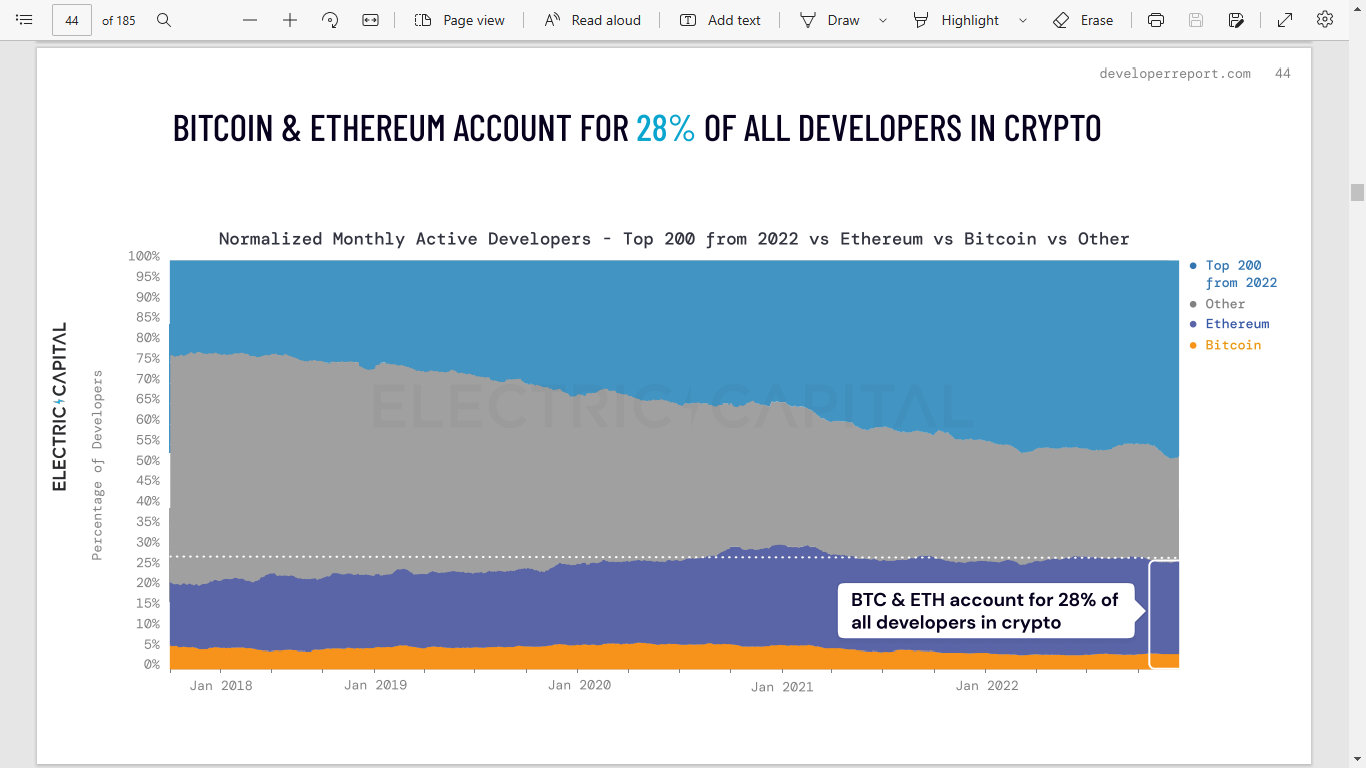 44 of 185 Page view Read aloud Add text Draw Highlight Erase
developerreport.com 44
BITCOIN & ETHEREUM ACCOUNT FOR 28% OF ALL DEVELOPERS IN CRYPTO
Normalized Monthly Active Developers - Top 200 from 2022 vs Ethereum vs Bitcoin vs Other
ELECTRIC CAPITAL
Percentage of Developers
100%
95%
90%
85%
80%
75%
70%
65%
60%
55%
50%
45%
40%
35%
30%
25%
20%
15%
10%
5%
0%
ELECTRIC CAPITAL
Top 200
from 2022
Other
Ethereum
Bitcoin
BTC & ETH account for 28% of
all developers in crypto
Jan 2018 Jan 2019 Jan 2020 Jan 2021 Jan 2022